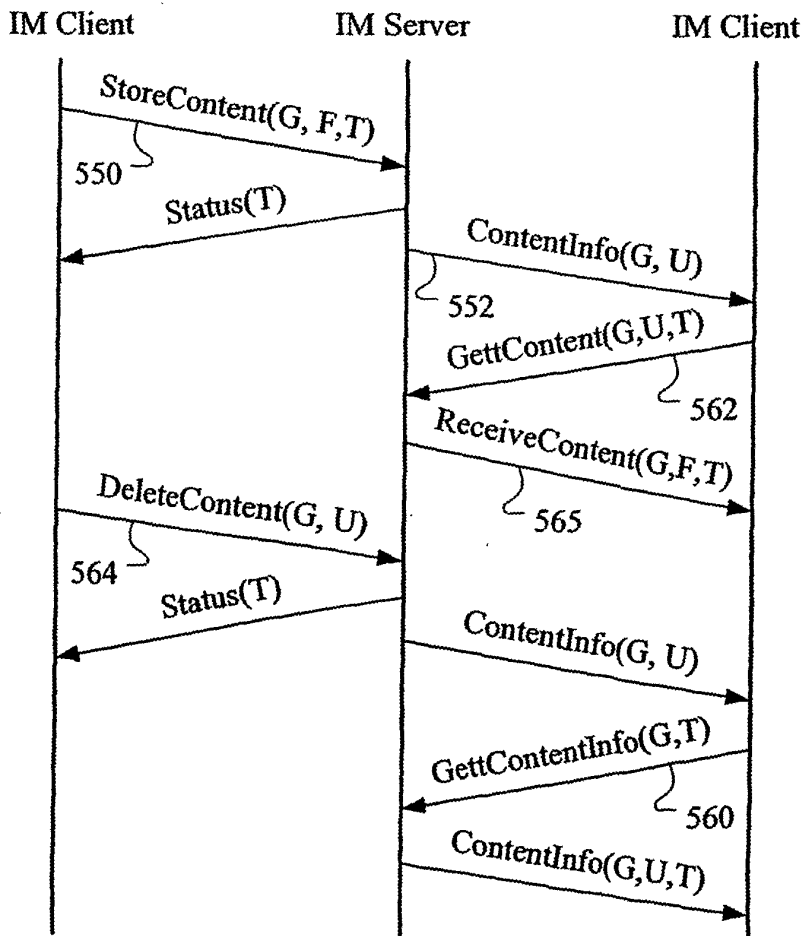 IM Client
IM Server
IM Client
StoreContent(G, F,T)
550
Status(T)
ContentInfo(G, U)
552
GettContent(G,U,T)
562
ReceiveContent(G,F,T)
565
DeleteContent(G, U)
564
Status(T)
ContentInfo(G, U)
GettContentInfo(G,T)
560
ContentInfo(G,U,T)